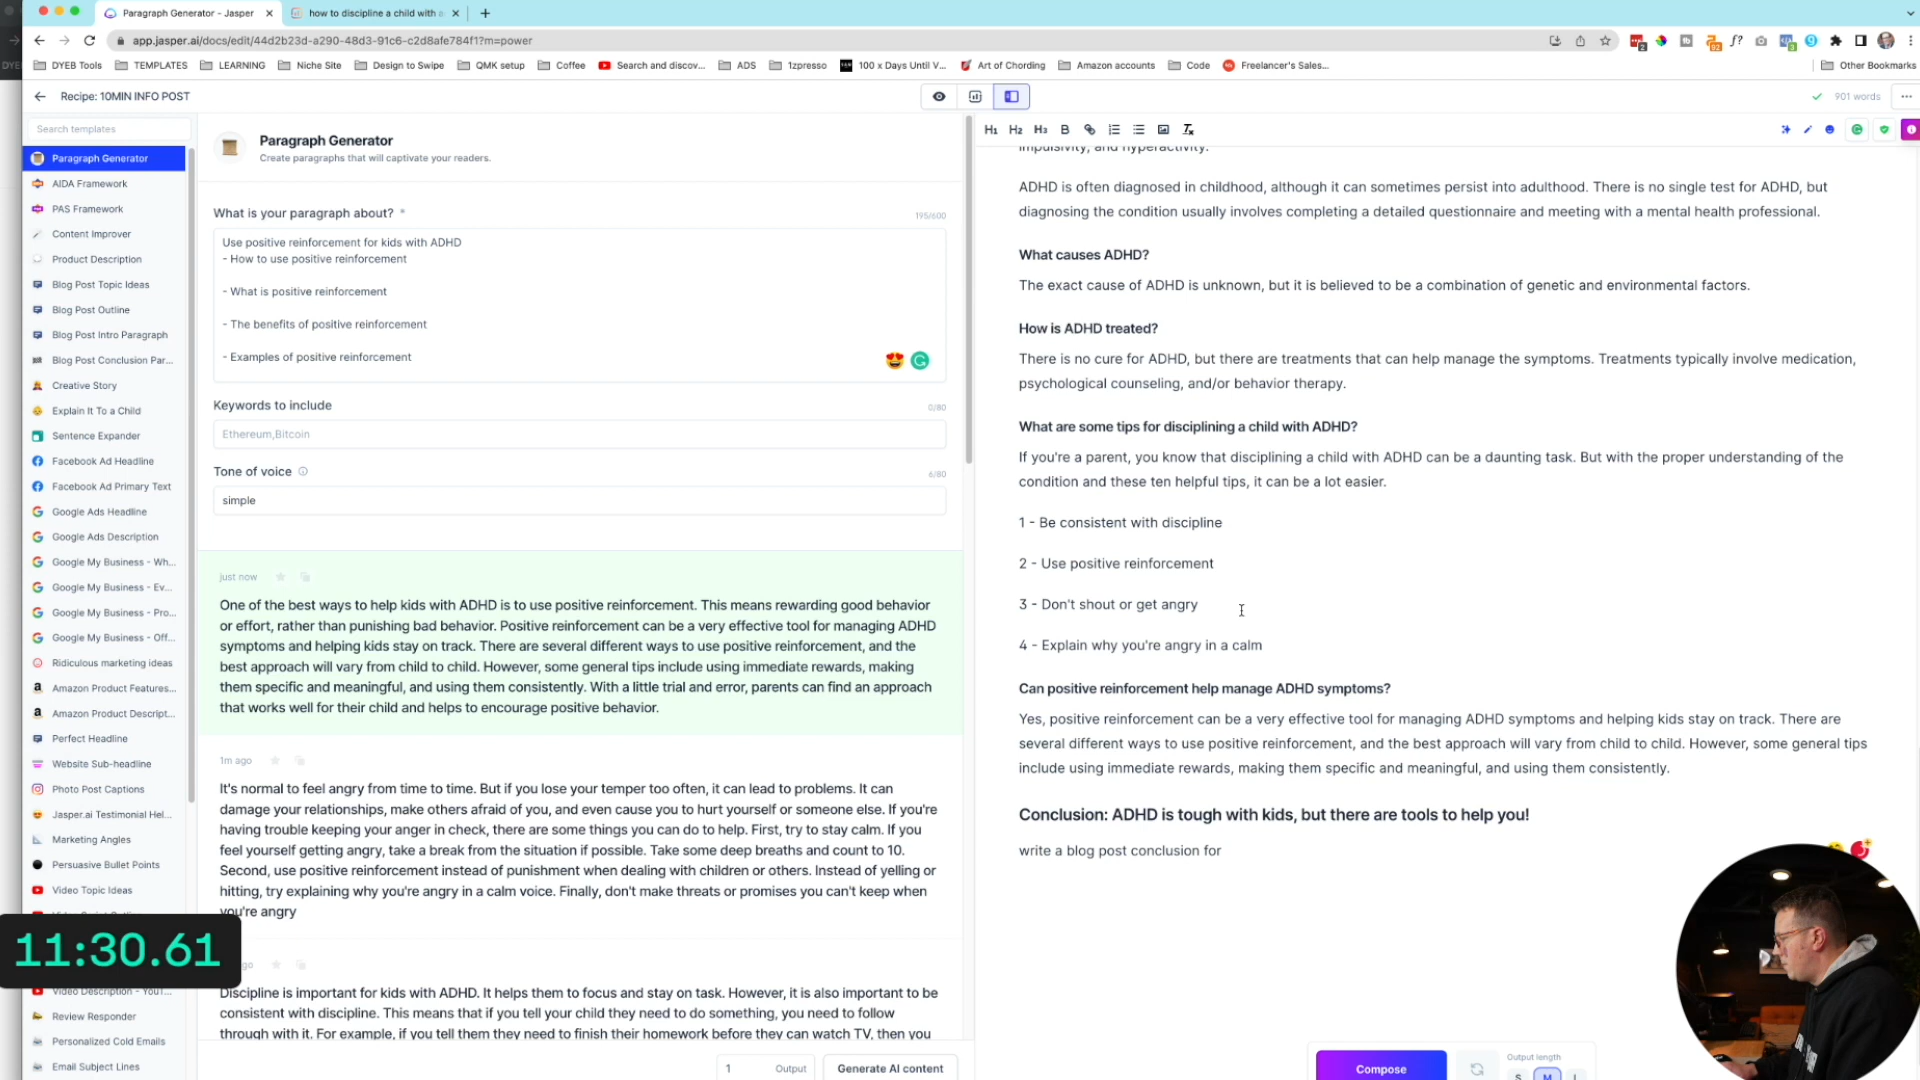 Paragraph Generator - Jasper
how to discipline a child with a
app.jasper.ai/docs/edit/44d2b23d-a290-48d3-91c6-c2d8afe784f1?m=power
DYEB Tools
TEMPLATES
LEARNING
Niche Site
Design to Swipe
QMK setup
Coffee
Search and discov...
ADS
1zpresso
100 x Days Until V...
Art of Chording
Amazon accounts
Code
Freelancer's Sales...
Other Bookmarks
Recipe: 10MIN INFO POST
901 words
Search templates
Paragraph Generator
AIDA Framework
PAS Framework
Content Improver
Product Description
Blog Post Topic Ideas
Blog Post Outline
Blog Post Intro Paragraph
Blog Post Conclusion Par...
Creative Story
Explain It To a Child
Sentence Expander
Facebook Ad Headline
Facebook Ad Primary Text
Google Ads Headline
Google Ads Description
Google My Business - Wh...
Google My Business - Ev...
Google My Business - Pro...
Google My Business - Off...
Ridiculous marketing ideas
Amazon Product Features...
Amazon Product Descript...
Perfect Headline
Website Sub-headline
Photo Post Captions
Jasper.ai Testimonial Hel...
Marketing Angles
Persuasive Bullet Points
Video Topic Ideas
Video Description - YouT...
Review Responder
Personalized Cold Emails
Email Subject Lines
11:30.61
Paragraph Generator
Create paragraphs that will captivate your readers.
What is your paragraph about? *
195/600
Use positive reinforcement for kids with ADHD
- How to use positive reinforcement
- What is positive reinforcement
- The benefits of positive reinforcement
- Examples of positive reinforcement
Keywords to include
0/80
Ethereum,Bitcoin
Tone of voice
6/80
simple
just now
One of the best ways to help kids with ADHD is to use positive reinforcement. This means rewarding good behavior
or effort, rather than punishing bad behavior. Positive reinforcement can be a very effective tool for managing ADHD
symptoms and helping kids stay on track. There are several different ways to use positive reinforcement, and the
best approach will vary from child to child. However, some general tips include using immediate rewards, making
them specific and meaningful, and using them consistently. With a little trial and error, parents can find an approach
that works well for their child and helps to encourage positive behavior.
1m ago
It's normal to feel angry from time to time. But if you lose your temper too often, it can lead to problems. It can
damage your relationships, make others afraid of you, and even cause you to hurt yourself or someone else. If you're
having trouble keeping your anger in check, there are some things you can do to help. First, try to stay calm. If you
feel yourself getting angry, take a break from the situation if possible. Take some deep breaths and count to 10.
Second, use positive reinforcement instead of punishment when dealing with children or others. Instead of yelling or
hitting, try explaining why you're angry in a calm voice. Finally, don't make threats or promises you can't keep when
you're angry
go
Discipline is important for kids with ADHD. It helps them to focus and stay on task. However, it is also important to be
consistent with discipline. This means that if you tell your child they need to do something, you need to follow
through with it. For example, if you tell them they need to finish their homework before they can watch TV, then you
1
Output
Generate AI content
H1 H2 H3 B
impulsivity, and hyperactivity.
ADHD is often diagnosed in childhood, although it can sometimes persist into adulthood. There is no single test for ADHD, but
diagnosing the condition usually involves completing a detailed questionnaire and meeting with a mental health professional.
What causes ADHD?
The exact cause of ADHD is unknown, but it is believed to be a combination of genetic and environmental factors.
How is ADHD treated?
There is no cure for ADHD, but there are treatments that can help manage the symptoms. Treatments typically involve medication,
psychological counseling, and/or behavior therapy.
What are some tips for disciplining a child with ADHD?
If you're a parent, you know that disciplining a child with ADHD can be a daunting task. But with the proper understanding of the
condition and these ten helpful tips, it can be a lot easier.
1 - Be consistent with discipline
2 - Use positive reinforcement
3 - Don't shout or get angry
4 - Explain why you're angry in a calm
Can positive reinforcement help manage ADHD symptoms?
Yes, positive reinforcement can be a very effective tool for managing ADHD symptoms and helping kids stay on track. There are
several different ways to use positive reinforcement, and the best approach will vary from child to child. However, some general tips
include using immediate rewards, making them specific and meaningful, and using them consistently.
Conclusion: ADHD is tough with kids, but there are tools to help you!
write a blog post conclusion for
Compose
Output length
S M L